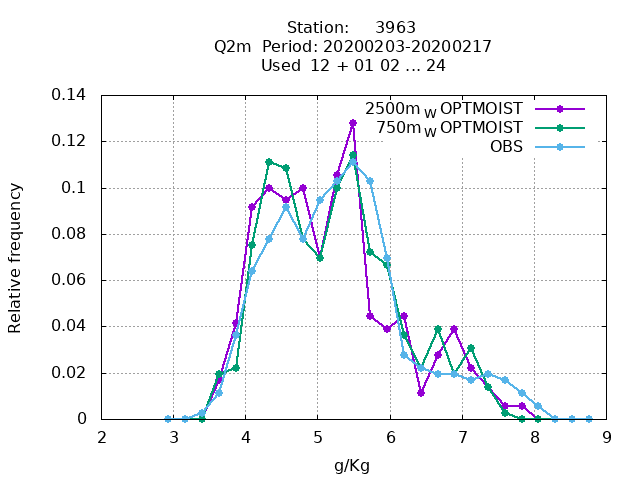 Station: 3963
Q2m Period: 20200203-20200217
Used 12 + 01 02 ... 24
2500m W OPTMOIST
750m W OPTMOIST
OBS
Relative frequency
0.14
0.12
0.1
0.08
0.06
0.04
0.02
0
2 3 4 5 6 7 8 9
g/Kg